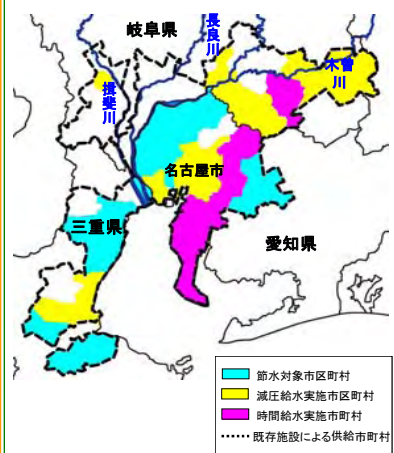 岐阜県
長良川
木曽川
揖斐川
名古屋市
三重県
愛知県
節水対象市区町村
減圧給水実施市区町村
時間給水実施市町村
既存施設による供給市町村